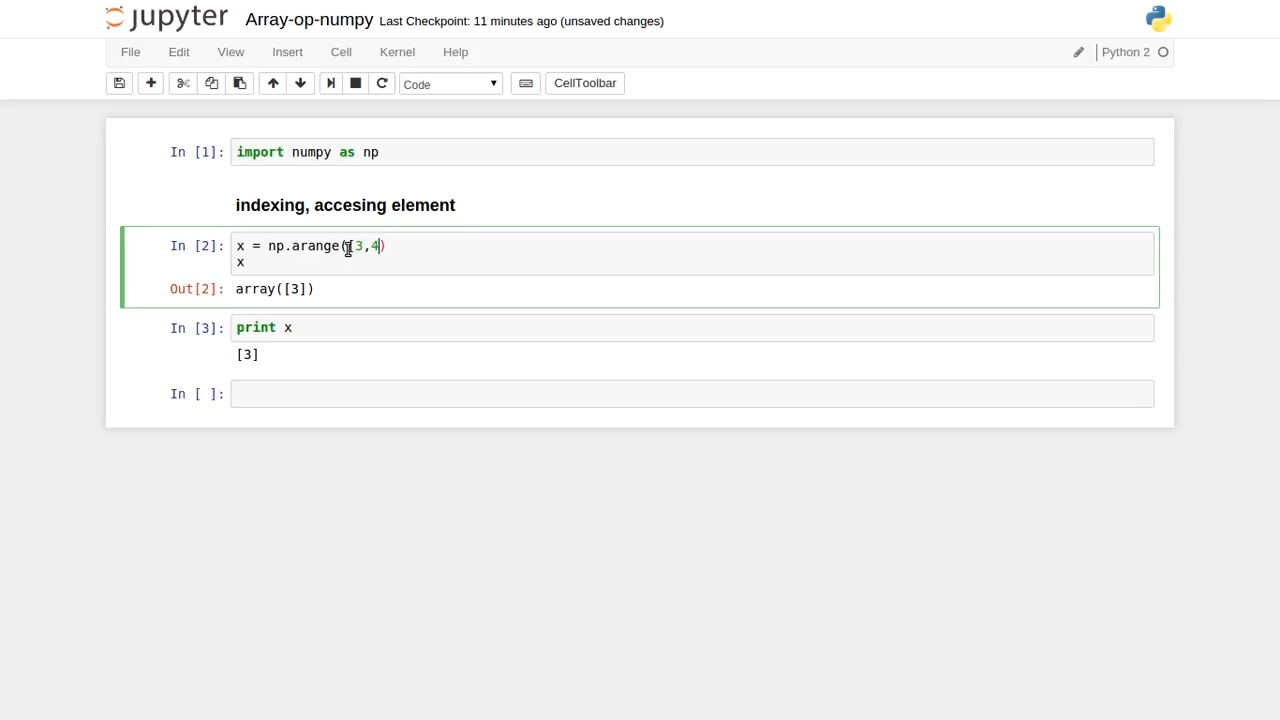 jupyter Array-op-numpy Last Checkpoint: 11 minutes ago (unsaved changes)
File Edit View Insert Cell Kernel Help Python 2
Code CellToolbar
In [1]: import numpy as np
indexing, accesing element
In [2]: x = np.arange([3,4)
x
Out[2]: array([3])
In [3]: print x
[3]
In [ ]: